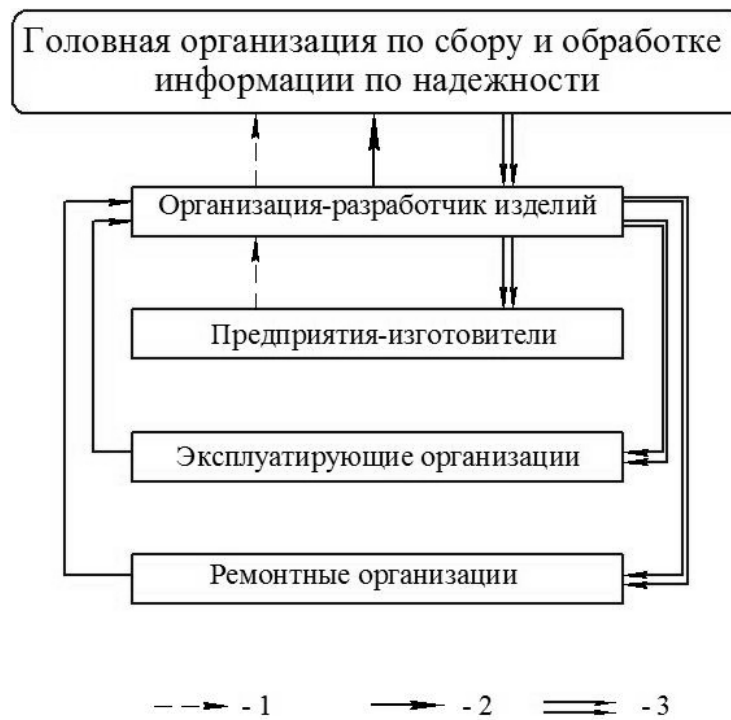 Головная организация по сбору и обработке
информации по надежности
Организация-разработчик изделий
Предприятия-изготовители
Эксплуатирующие организации
Ремонтные организации
- 1 - 2 - 3